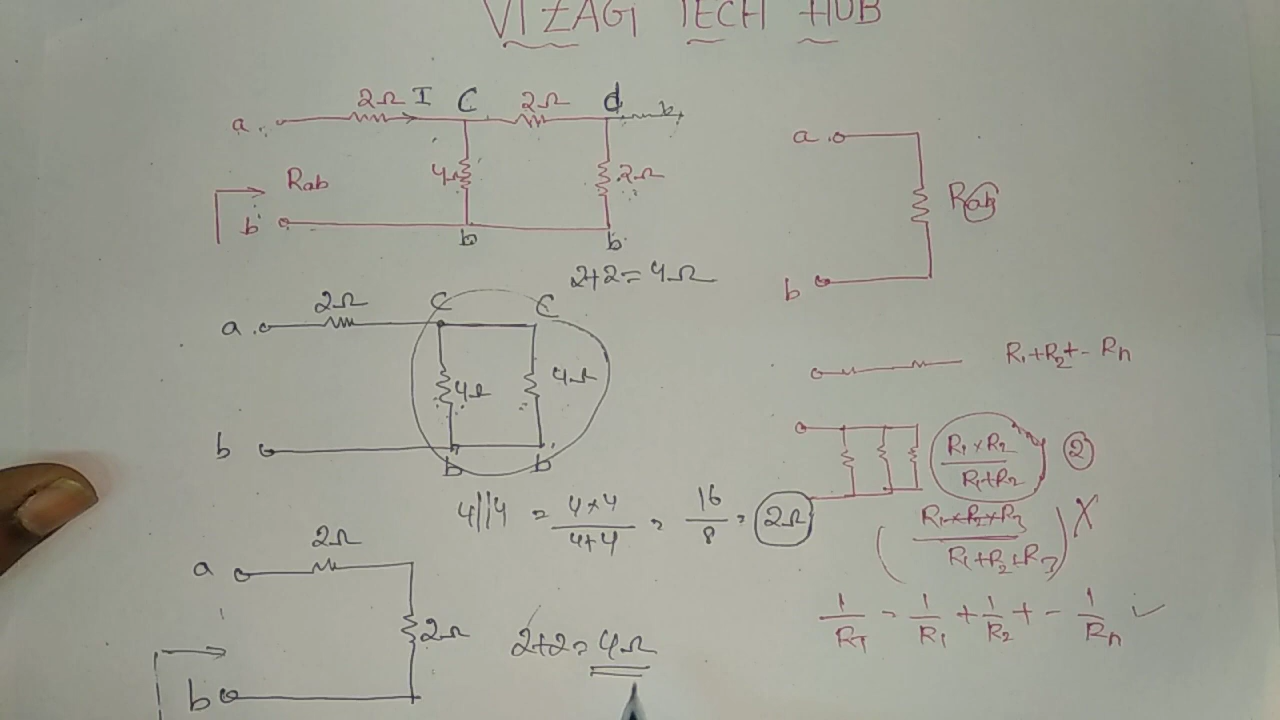 VIZAG TECH HUB
2Ω I C 2Ω d
a
4Ω 2Ω
Rab
b
b b
2+2=4Ω
a
Rab
b
2Ω C C
a
4Ω 4Ω
b
b b
R₁+R₂+- Rn
R₁×R₂ / R₁+R₂ 2
4||4 = 4×4 / 4+4 = 16 / 8 = 2Ω
(R₁×R₂×R₃ / R₁+R₂+R₃) X
1/RT = 1/R₁ + 1/R₂ + - 1/Rn ✓
2Ω
a
2Ω
2+2=4Ω
b